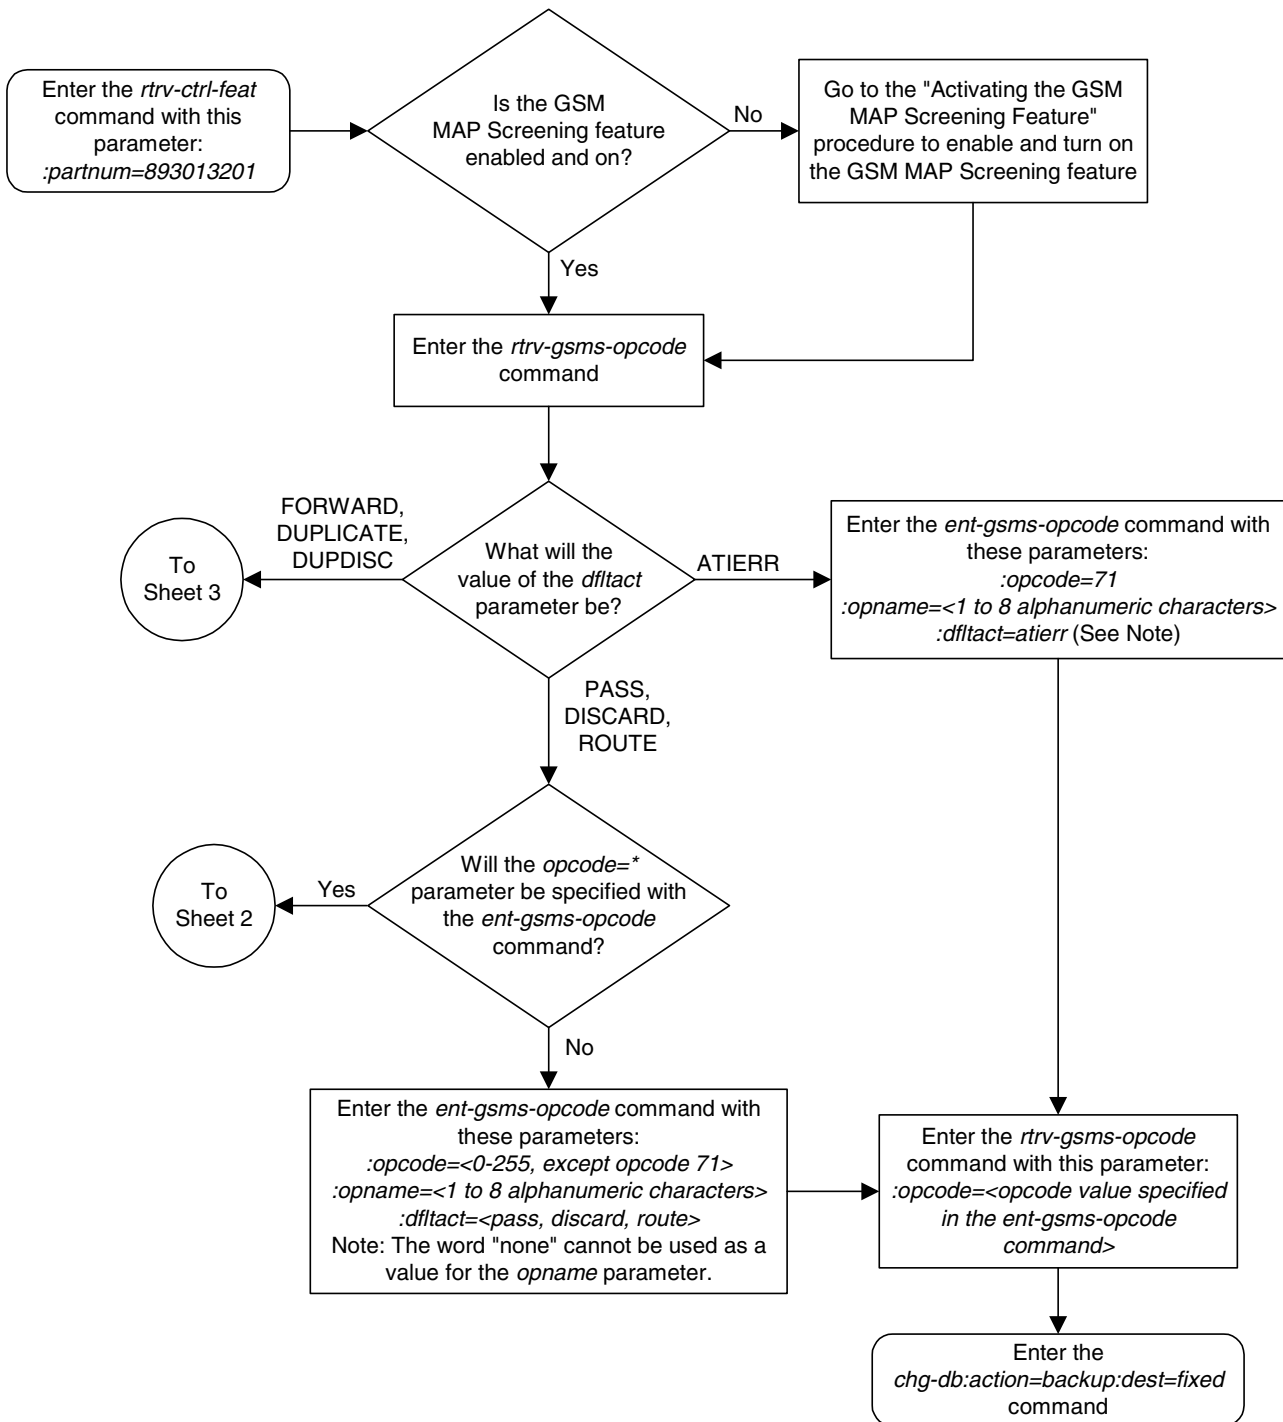 Enter the rtrv-ctrl-feat
command with this
parameter:
:partnum=893013201
Is the GSM
MAP Screening feature
enabled and on?
No
Go to the "Activating the GSM
MAP Screening Feature"
procedure to enable and turn on
the GSM MAP Screening feature
Yes
Enter the rtrv-gsms-opcode
command
FORWARD,
DUPLICATE,
DUPDISC
To
Sheet 3
What will the
value of the dfltact
parameter be?
ATIERR
Enter the ent-gsms-opcode command with
these parameters:
:opcode=71
:opname=<1 to 8 alphanumeric characters>
:dfltact=atierr (See Note)
PASS,
DISCARD,
ROUTE
To
Sheet 2
Yes
Will the opcode=*
parameter be specified with
the ent-gsms-opcode
command?
No
Enter the ent-gsms-opcode command with
these parameters:
:opcode=<0-255, except opcode 71>
:opname=<1 to 8 alphanumeric characters>
:dfltact=<pass, discard, route>
Note: The word "none" cannot be used as a
value for the opname parameter.
Enter the rtrv-gsms-opcode
command with this parameter:
:opcode=<opcode value specified
in the ent-gsms-opcode
command>
Enter the
chg-db:action=backup:dest=fixed
command